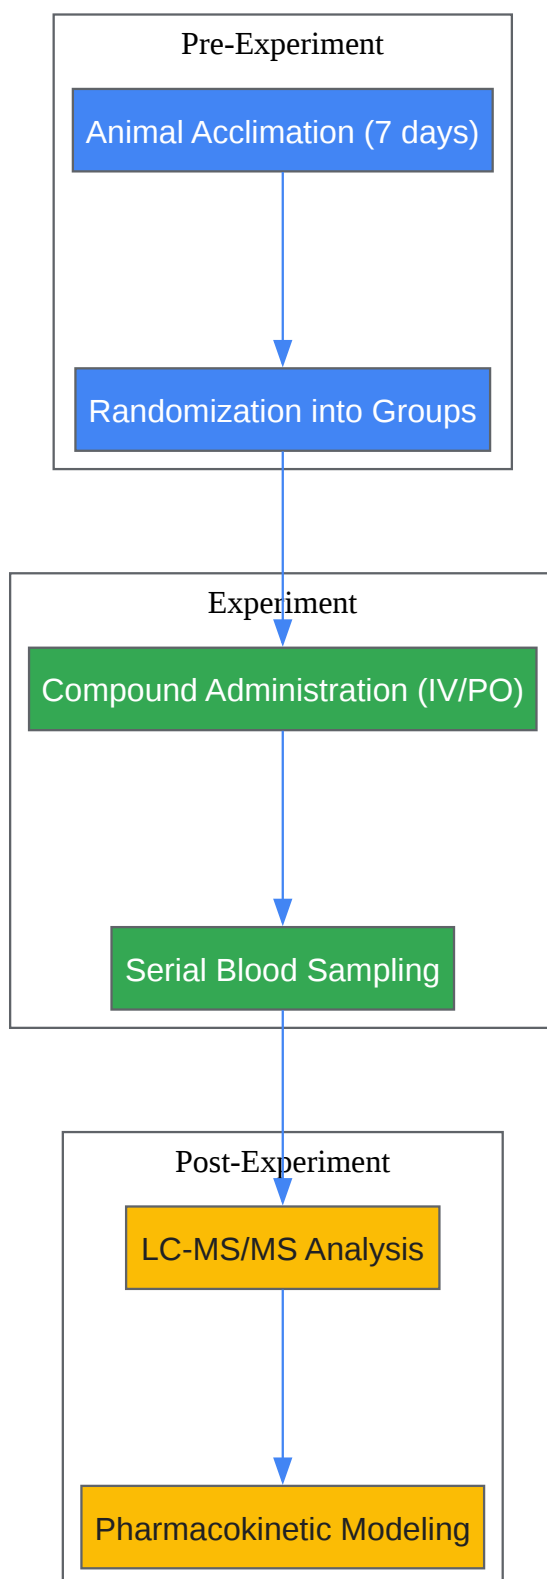 Pre-Experiment
Animal Acclimation (7 days)
Randomization into Groups
Experiment
Compound Administration (IV/PO)
Serial Blood Sampling
Post-Experiment
LC-MS/MS Analysis
Pharmacokinetic Modeling